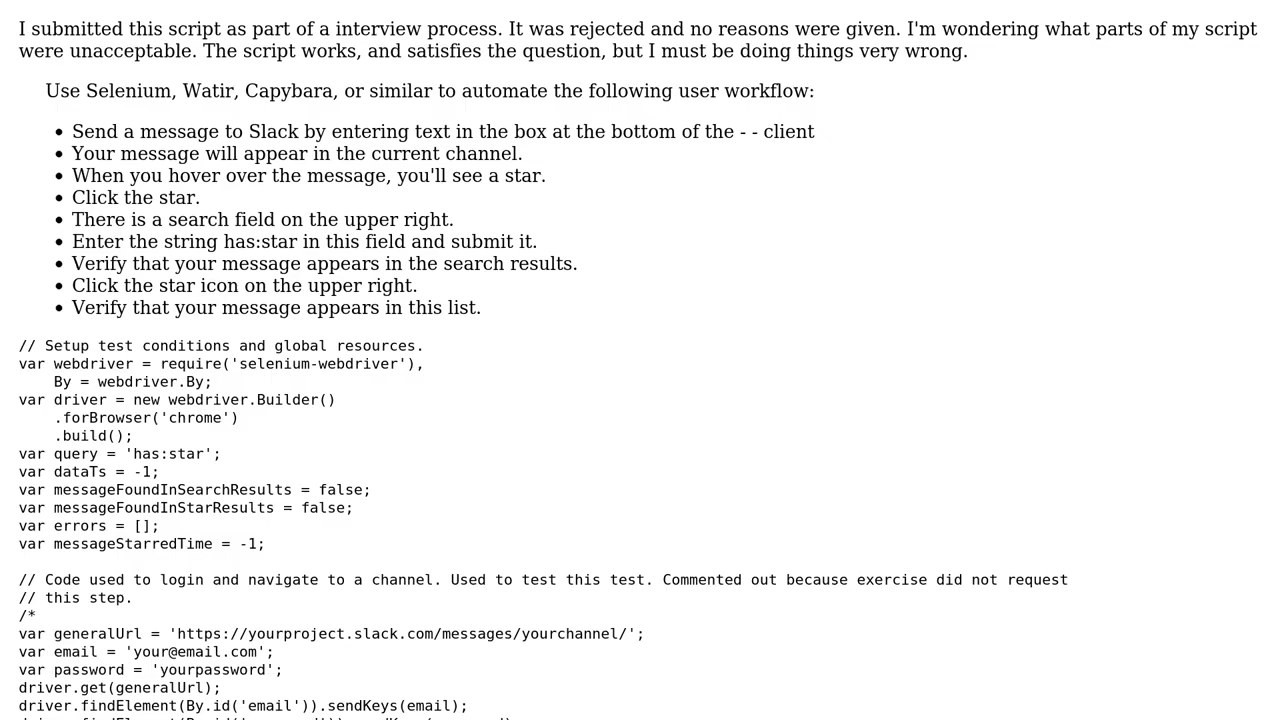 I submitted this script as part of a interview process. It was rejected and no reasons were given. I'm wondering what parts of my script
were unacceptable. The script works, and satisfies the question, but I must be doing things very wrong.
Use Selenium, Watir, Capybara, or similar to automate the following user workflow:
• Send a message to Slack by entering text in the box at the bottom of the - - client
• Your message will appear in the current channel.
• When you hover over the message, you'll see a star.
• Click the star.
• There is a search field on the upper right.
• Enter the string has:star in this field and submit it.
• Verify that your message appears in the search results.
• Click the star icon on the upper right.
• Verify that your message appears in this list.
// Setup test conditions and global resources.
var webdriver = require('selenium-webdriver'),
    By = webdriver.By;
var driver = new webdriver.Builder()
    .forBrowser('chrome')
    .build();
var query = 'has:star';
var dataTs = -1;
var messageFoundInSearchResults = false;
var messageFoundInStarResults = false;
var errors = [];
var messageStarredTime = -1;
// Code used to login and navigate to a channel. Used to test this test. Commented out because exercise did not request
// this step.
/*
var generalUrl = 'https://yourproject.slack.com/messages/yourchannel/';
var email = 'your@email.com';
var password = 'yourpassword';
driver.get(generalUrl);
driver.findElement(By.id('email')).sendKeys(email);